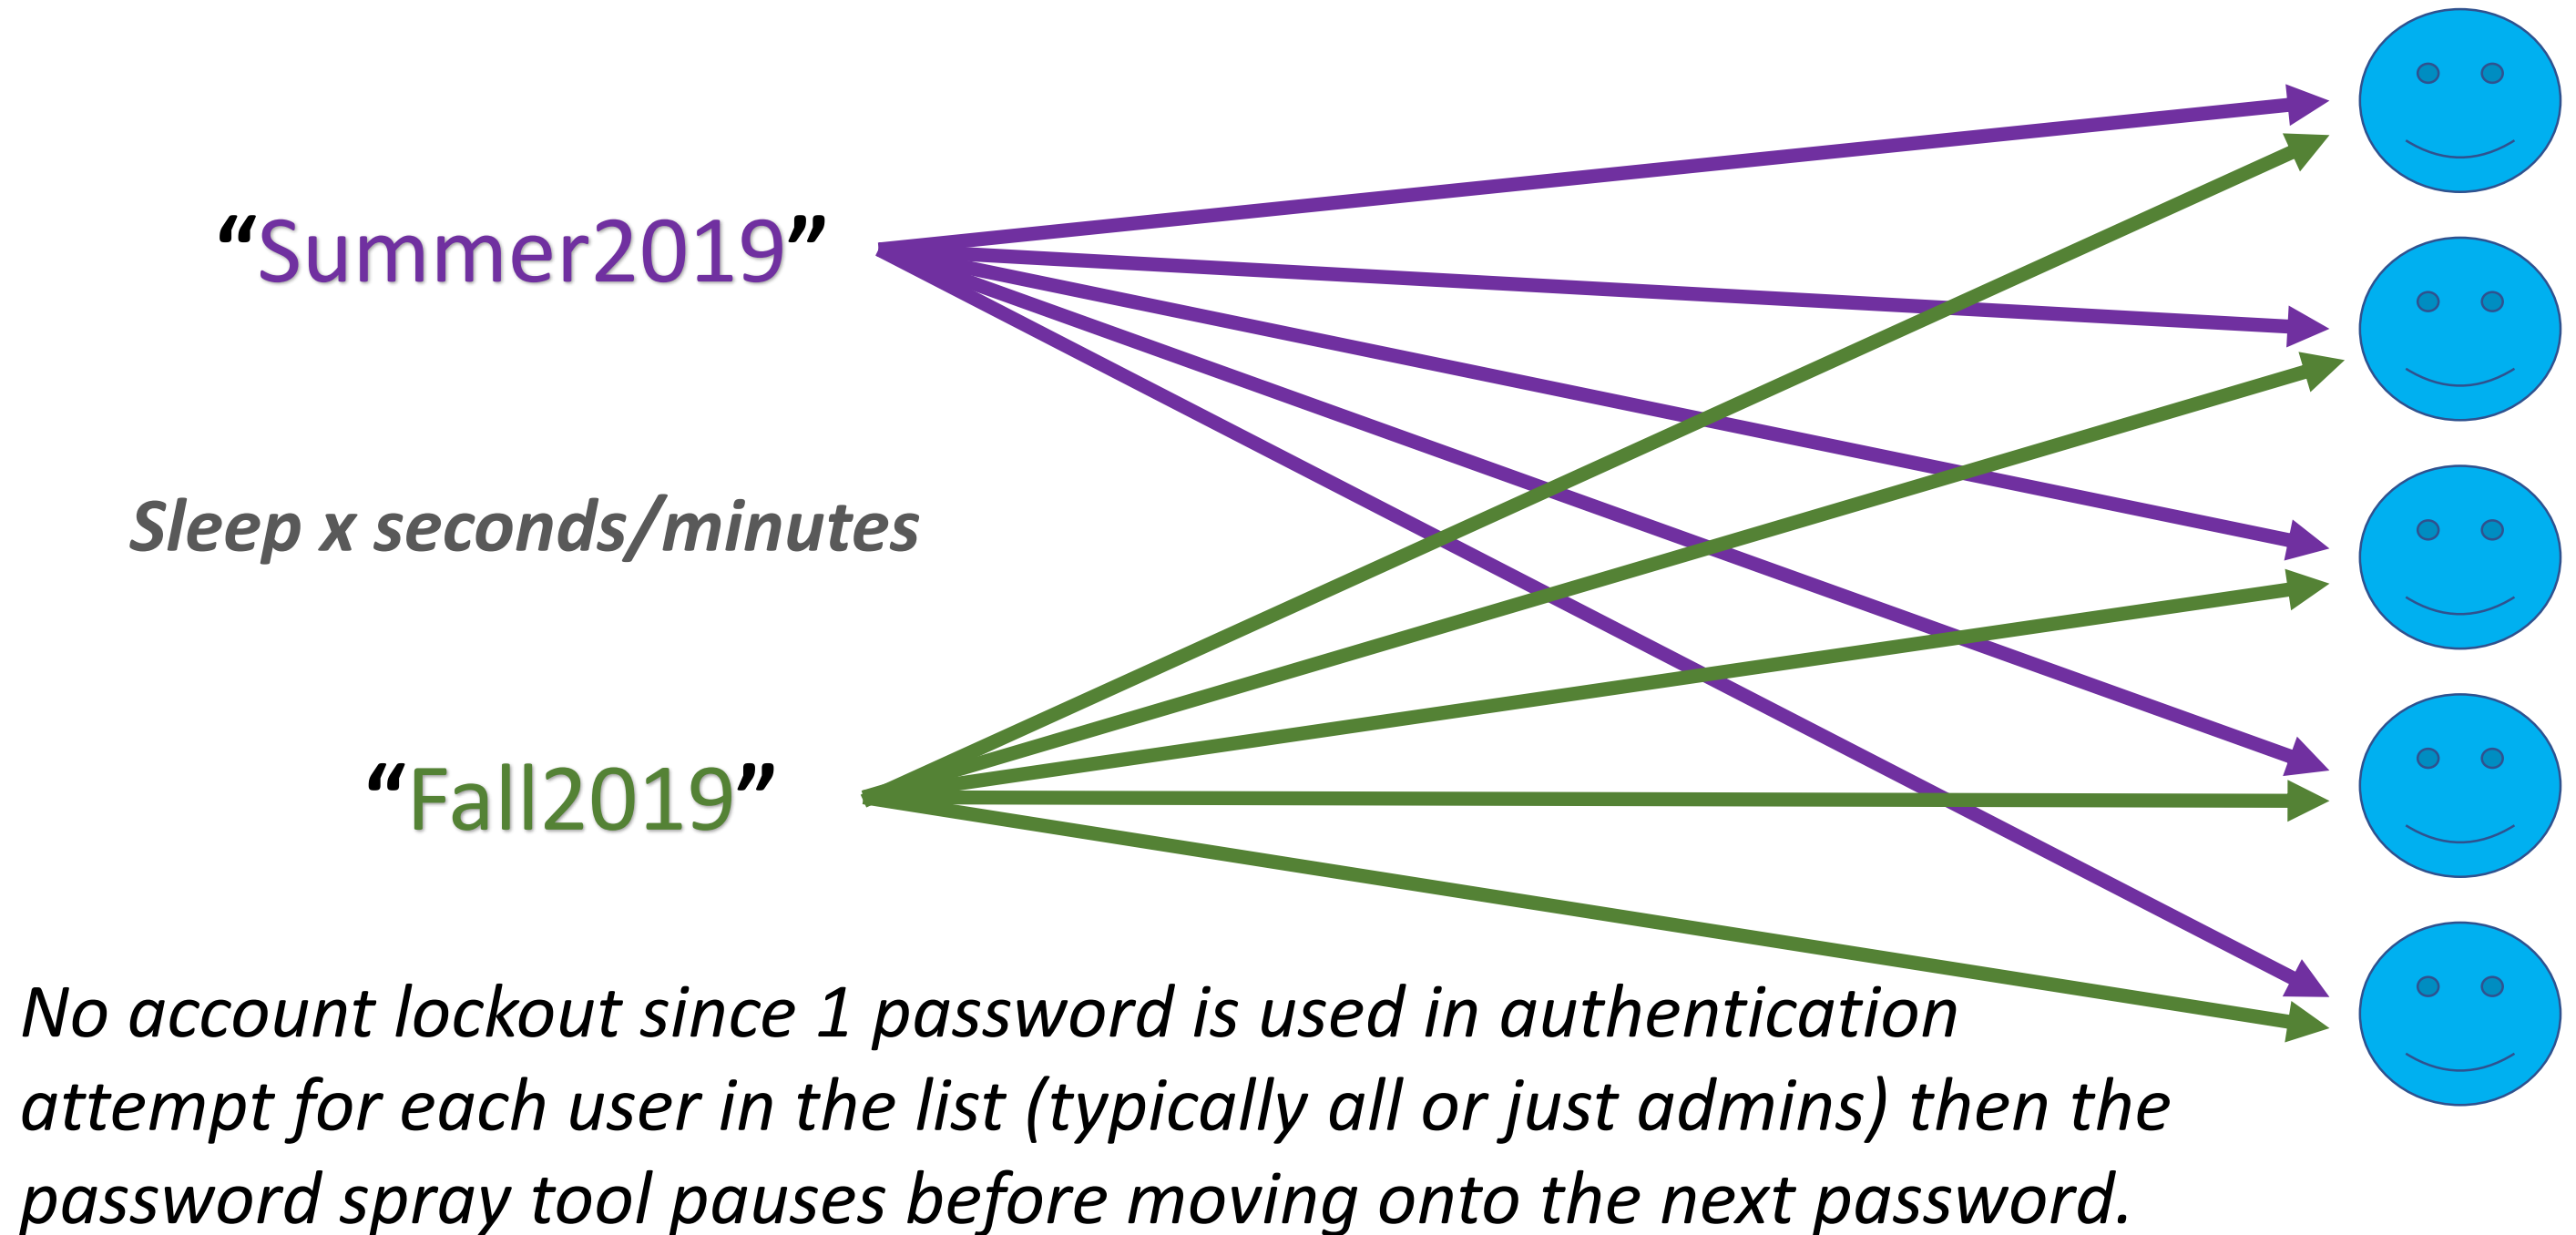 “Summer2019”
Sleep x seconds/minutes
“Fall2019”
No account lockout since 1 password is used in authentication
attempt for each user in the list (typically all or just admins) then the
password spray tool pauses before moving onto the next password.